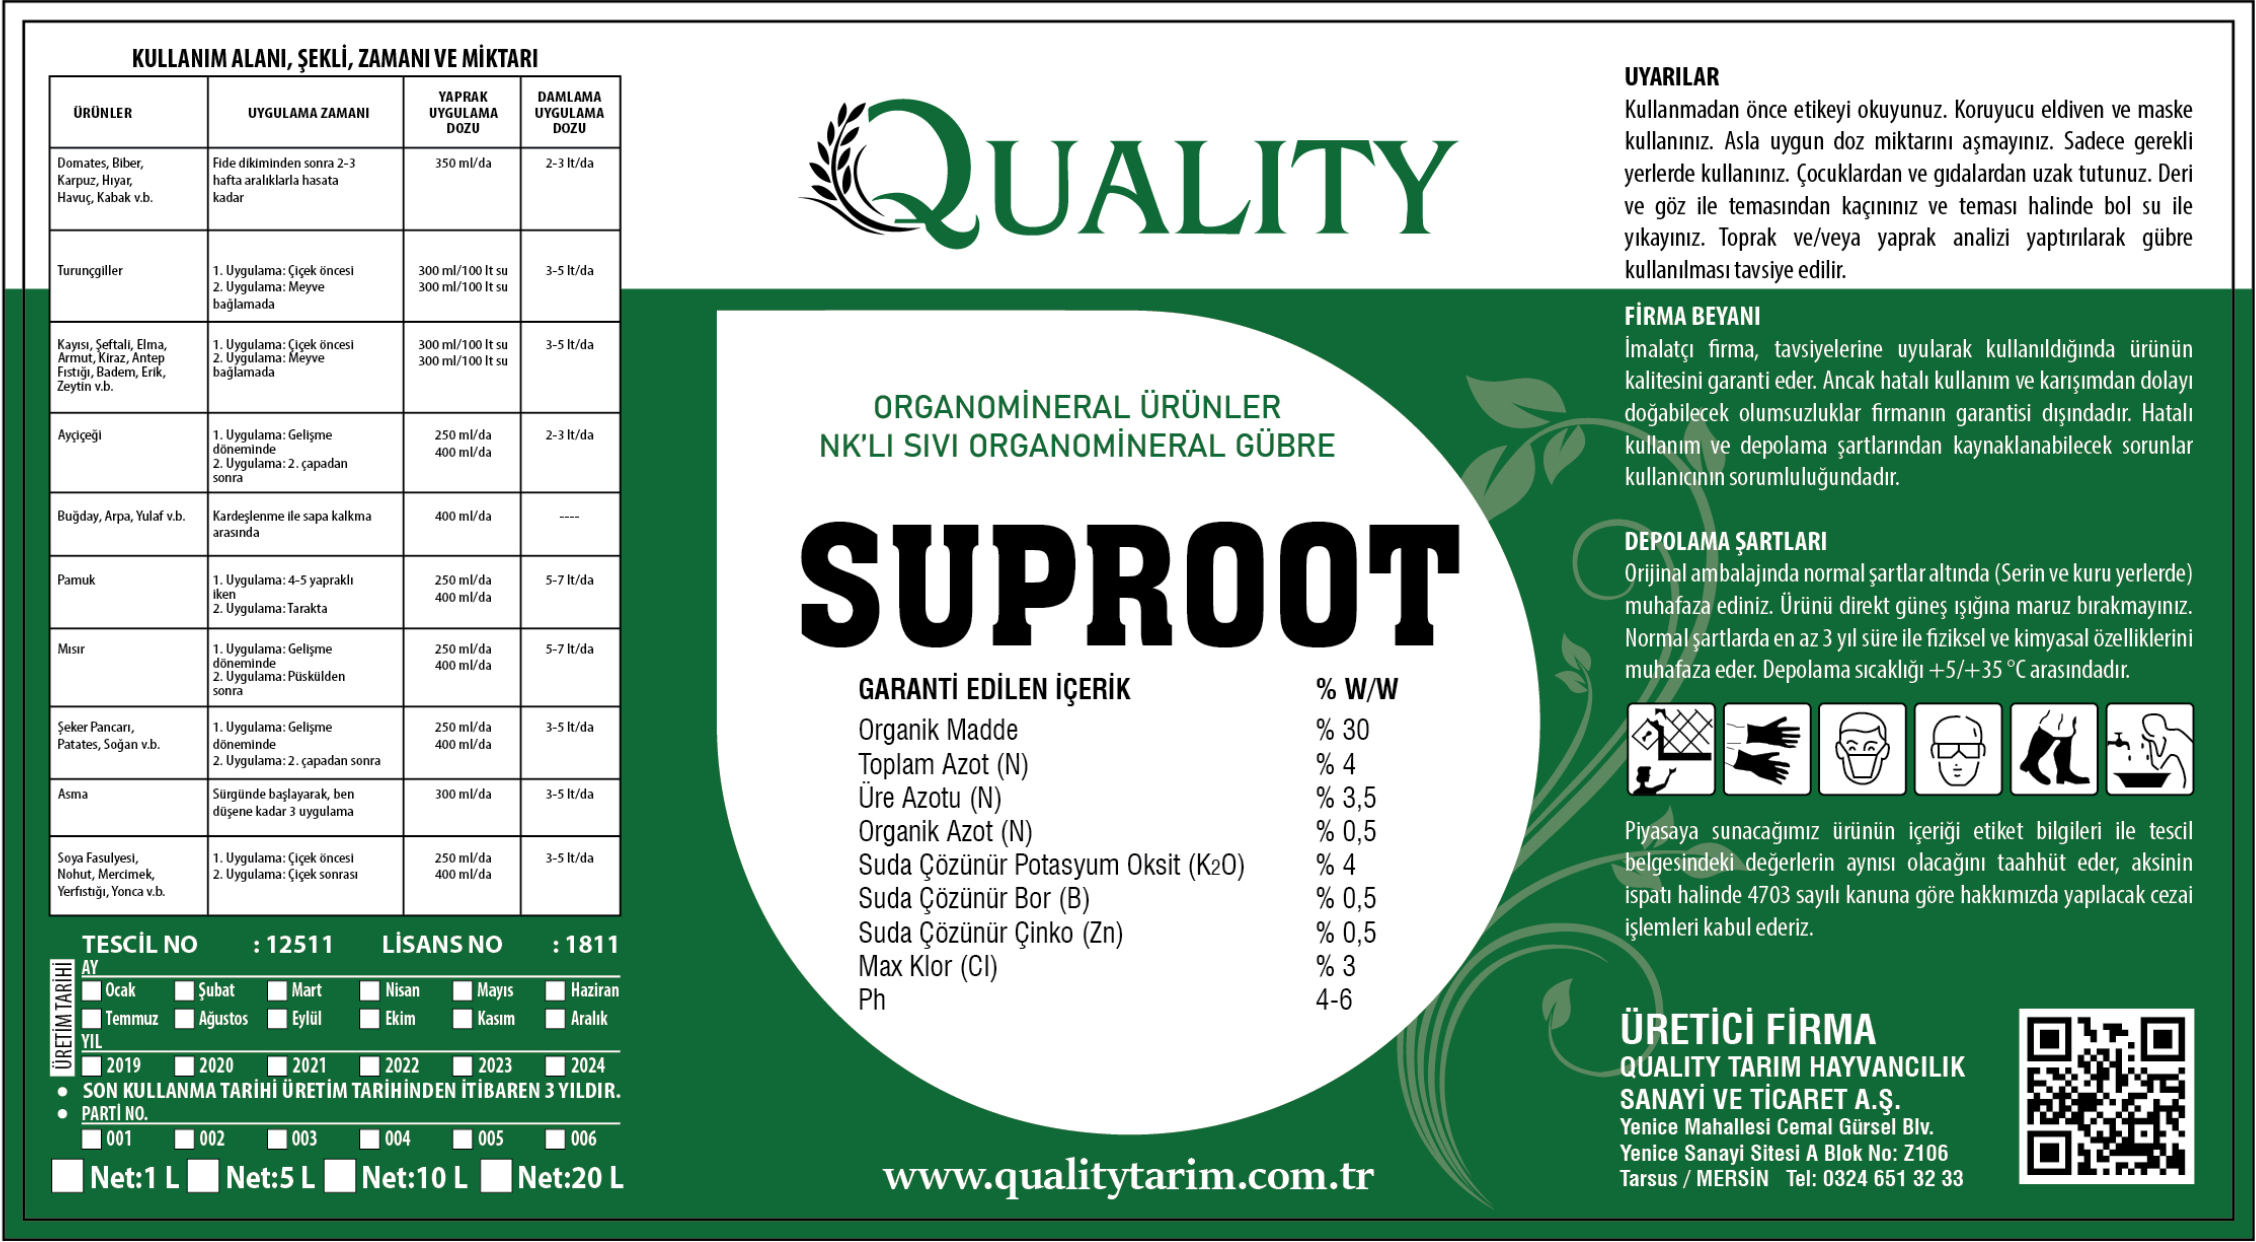 KULLANIM ALANI, ŞEKLİ, ZAMANI VE MİKTARI
ÜRÜNLER
UYGULAMA ZAMANI
YAPRAK
UYGULAMA
DOZU
DAMLAMA
UYGULAMA
DOZU
Domates, Biber,
Karpuz, Hıyar,
Havuç, Kabak v.b.
Fide dikiminden sonra 2-3
hafta aralıklarla hasata
kadar
350 ml/da
2-3 lt/da
Turunçgiller
1. Uygulama: Çiçek öncesi
2. Uygulama: Meyve
bağlamada
300 ml/100 lt su
300 ml/100 lt su
3-5 lt/da
Kayısı, Şeftali, Elma,
Armut, Kiraz, Antep
Fıstığı, Badem, Erik,
Zeytin v.b.
1. Uygulama: Çiçek öncesi
2. Uygulama: Meyve
bağlamada
300 ml/100 lt su
300 ml/100 lt su
3-5 lt/da
Ayçiçeği
1. Uygulama: Gelişme
döneminde
2. Uygulama: 2. çapadan
sonra
250 ml/da
400 ml/da
2-3 lt/da
Buğday, Arpa, Yulaf v.b.
Kardeşlenme ile sapa kalkma
arasında
400 ml/da
----
Pamuk
1. Uygulama: 4-5 yapraklı
iken
2. Uygulama: Tarakta
250 ml/da
400 ml/da
5-7 lt/da
Mısır
1. Uygulama: Gelişme
döneminde
2. Uygulama: Püskülden
sonra
250 ml/da
400 ml/da
5-7 lt/da
Şeker Pancarı,
Patates, Soğan v.b.
1. Uygulama: Gelişme
döneminde
2. Uygulama: 2. çapadan sonra
250 ml/da
400 ml/da
3-5 lt/da
Asma
Sürgünde başlayarak, ben
düşene kadar 3 uygulama
300 ml/da
3-5 lt/da
Soya Fasulyesi,
Nohut, Mercimek,
Yerfıstığı, Yonca v.b.
1. Uygulama: Çiçek öncesi
2. Uygulama: Çiçek sonrası
250 ml/da
400 ml/da
3-5 lt/da
TESCİL NO : 12511 LİSANS NO : 1811
ÜRETİM TARİHİ
AY
Ocak Şubat Mart Nisan Mayıs Haziran
Temmuz Ağustos Eylül Ekim Kasım Aralık
YIL
2019 2020 2021 2022 2023 2024
• SON KULLANMA TARİHİ ÜRETİM TARİHİNDEN İTİBAREN 3 YILDIR.
• PARTİ NO.
001 002 003 004 005 006
Net:1 L Net:5 L Net:10 L Net:20 L
QUALITY
ORGANOMİNERAL ÜRÜNLER
NK'LI SIVI ORGANOMİNERAL GÜBRE
SUPROOT
GARANTİ EDİLEN İÇERİK % W/W
Organik Madde % 30
Toplam Azot (N) % 4
Üre Azotu (N) % 3,5
Organik Azot (N) % 0,5
Suda Çözünür Potasyum Oksit (K2O) % 4
Suda Çözünür Bor (B) % 0,5
Suda Çözünür Çinko (Zn) % 0,5
Max Klor (Cl) % 3
Ph 4-6
www.qualitytarim.com.tr
UYARILAR
Kullanmadan önce etikeyi okuyunuz. Koruyucu eldiven ve maske
kullanınız. Asla uygun doz miktarını aşmayınız. Sadece gerekli
yerlerde kullanınız. Çocuklardan ve gıdalardan uzak tutunuz. Deri
ve göz ile temasından kaçınınız ve teması halinde bol su ile
yıkayınız. Toprak ve/veya yaprak analizi yaptırılarak gübre
kullanılması tavsiye edilir.
FİRMA BEYANI
İmalatçı firma, tavsiyelerine uyularak kullanıldığında ürünün
kalitesini garanti eder. Ancak hatalı kullanım ve karışımdan dolayı
doğabilecek olumsuzluklar firmanın garantisi dışındadır. Hatalı
kullanım ve depolama şartlarından kaynaklanabilecek sorunlar
kullanıcının sorumluluğundadır.
DEPOLAMA ŞARTLARI
Orijinal ambalajında normal şartlar altında (Serin ve kuru yerlerde)
muhafaza ediniz. Ürünü direkt güneş ışığına maruz bırakmayınız.
Normal şartlarda en az 3 yıl süre ile fiziksel ve kimyasal özelliklerini
muhafaza eder. Depolama sıcaklığı +5/+35 °C arasındadır.
Piyasaya sunacağımız ürünün içeriği etiket bilgileri ile tescil
belgesindeki değerlerin aynısı olacağını taahhüt eder, aksinin
ispatı halinde 4703 sayılı kanuna göre hakkımızda yapılacak cezai
işlemleri kabul ederiz.
ÜRETİCİ FİRMA
QUALITY TARIM HAYVANCILIK
SANAYİ VE TİCARET A.Ş.
Yenice Mahallesi Cemal Gürsel Blv.
Yenice Sanayi Sitesi A Blok No: Z106
Tarsus / MERSİN Tel: 0324 651 32 33